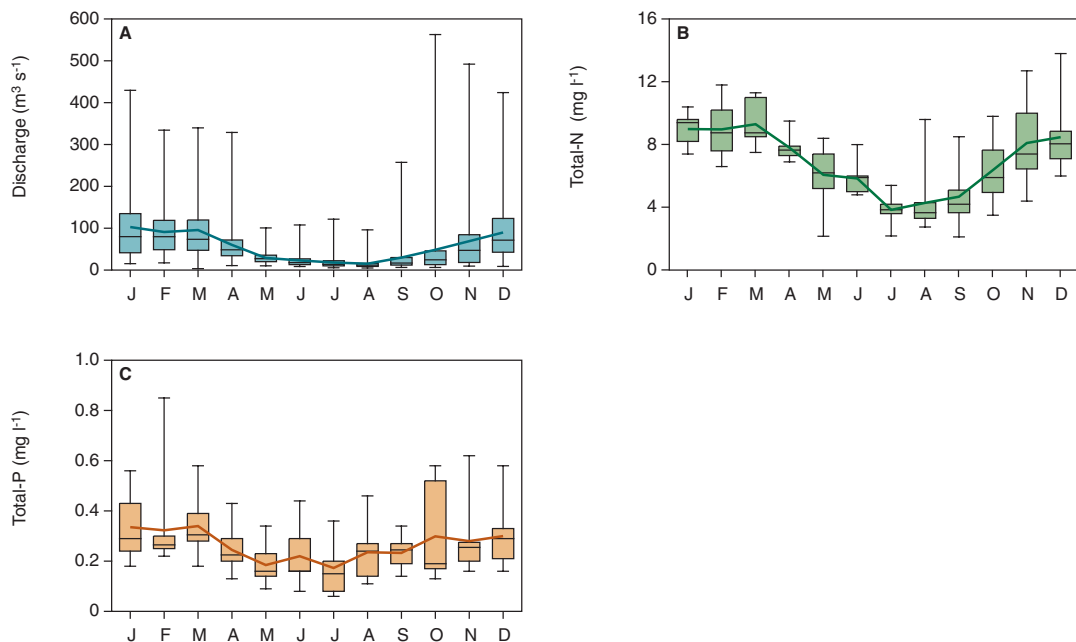 A
Discharge (m³ s-¹)
600
500
400
300
200
100
0
J F M A M J J A S O N D
B
Total-N (mg l-¹)
16
12
8
4
0
J F M A M J J A S O N D
C
Total-P (mg l-¹)
1.0
0.8
0.6
0.4
0.2
0
J F M A M J J A S O N D